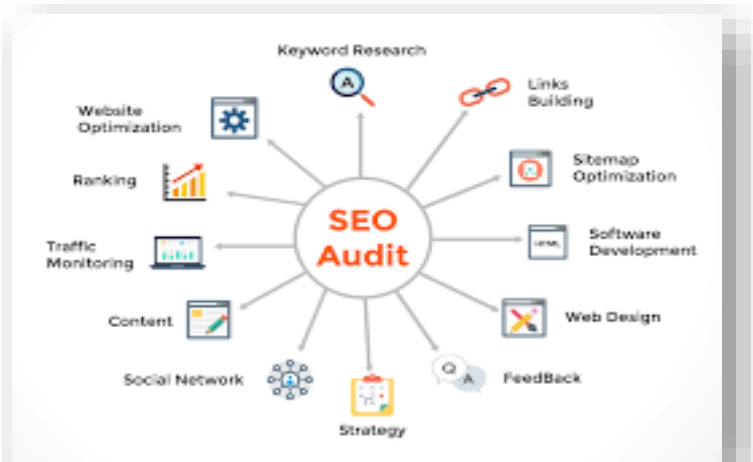 Keyword Research
Links
Building
Website
Optimization
A
Sitemap
Optimization
Ranking
SEO
Audit
Software
Development
HTML
Traffic
Monitoring
Content
Web Design
Social Network
Q
A
FeedBack
Strategy